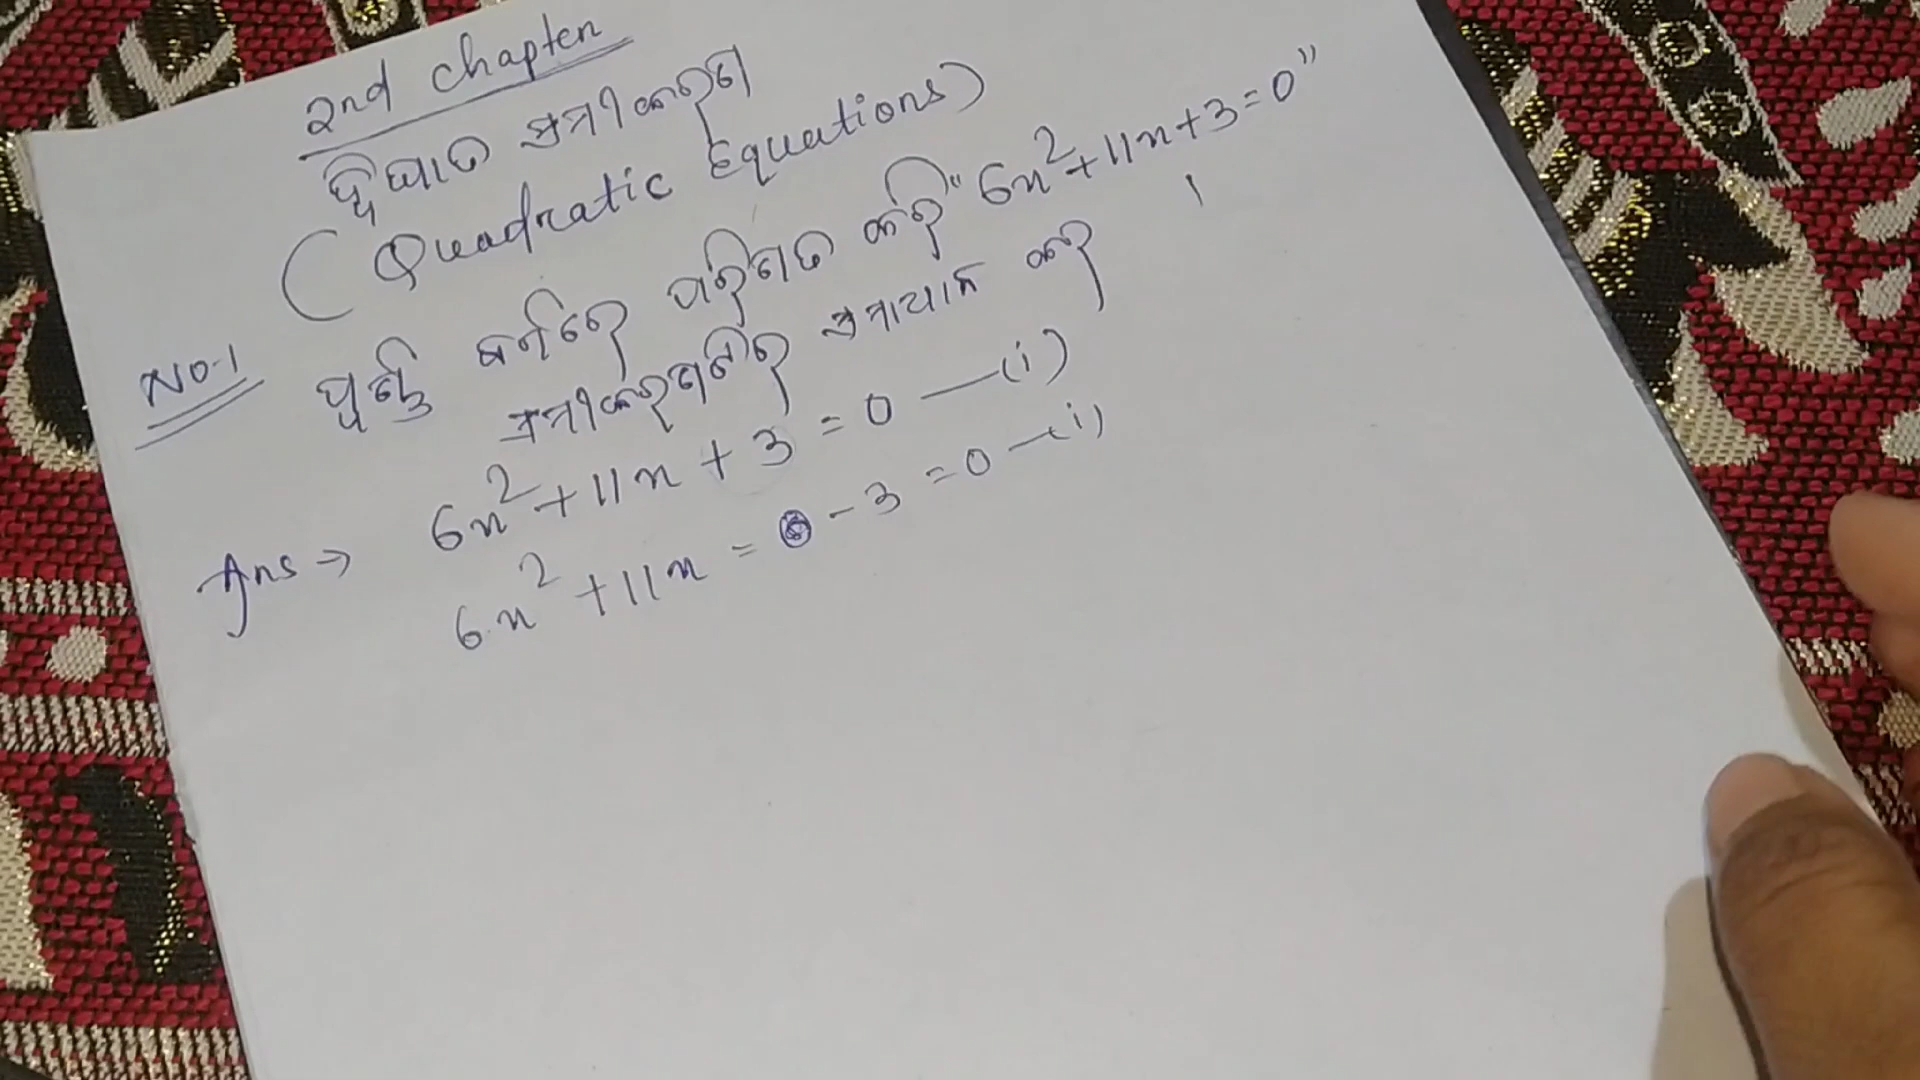 2nd chapter
ଦ୍ୱିଘାତ ସମୀକରଣ
(Quadratic Equations)
NO.1 ପୂର୍ଣ୍ଣ ବର୍ଗରେ ପରିଣତ କରି "6x²+11x+3=0"
ସମୀକରଣଟିର ସମାଧାନ କର ।
Ans → 6x²+11x+3=0 —(i)
6x²+11x = -3 =0 —(i)